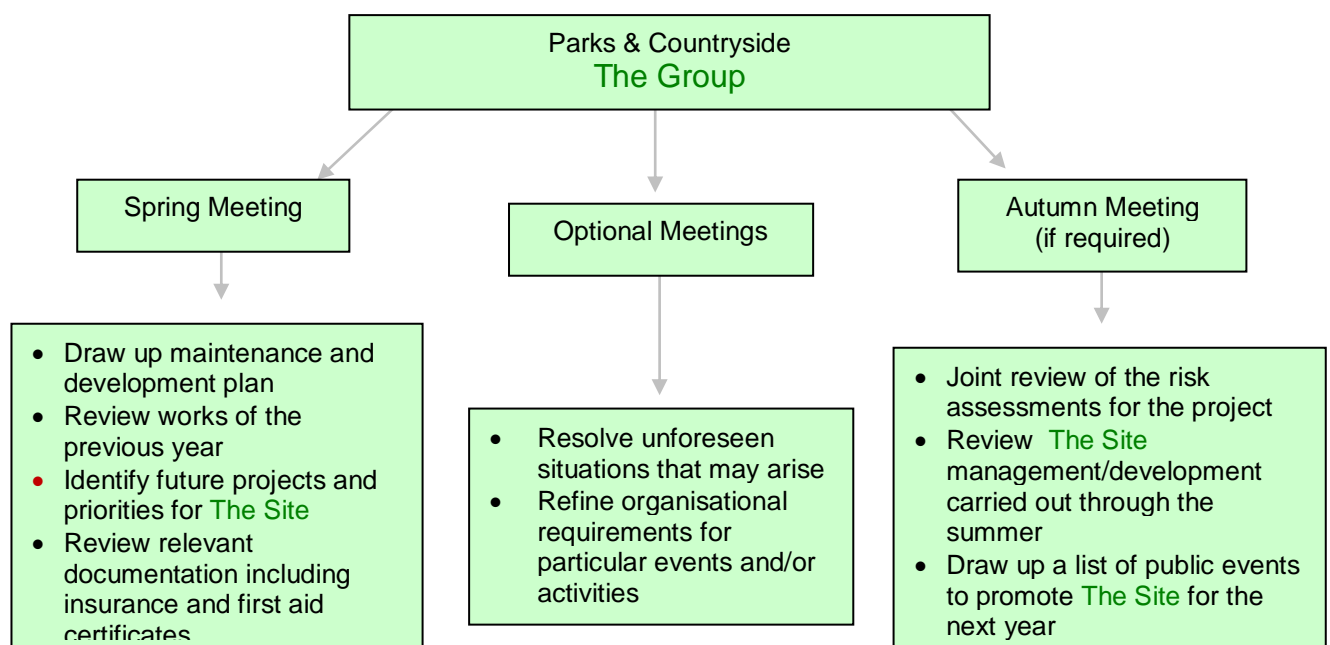 Parks & Countryside
The Group
Spring Meeting
Optional Meetings
Autumn Meeting
(if required)
• Draw up maintenance and
development plan
• Review works of the
previous year
• Identify future projects and
priorities for The Site
• Review relevant
documentation including
insurance and first aid
certificates
• Resolve unforeseen
situations that may arise
• Refine organisational
requirements for
particular events and/or
activities
• Joint review of the risk
assessments for the project
• Review The Site
management/development
carried out through the
summer
• Draw up a list of public events
to promote The Site for the
next year